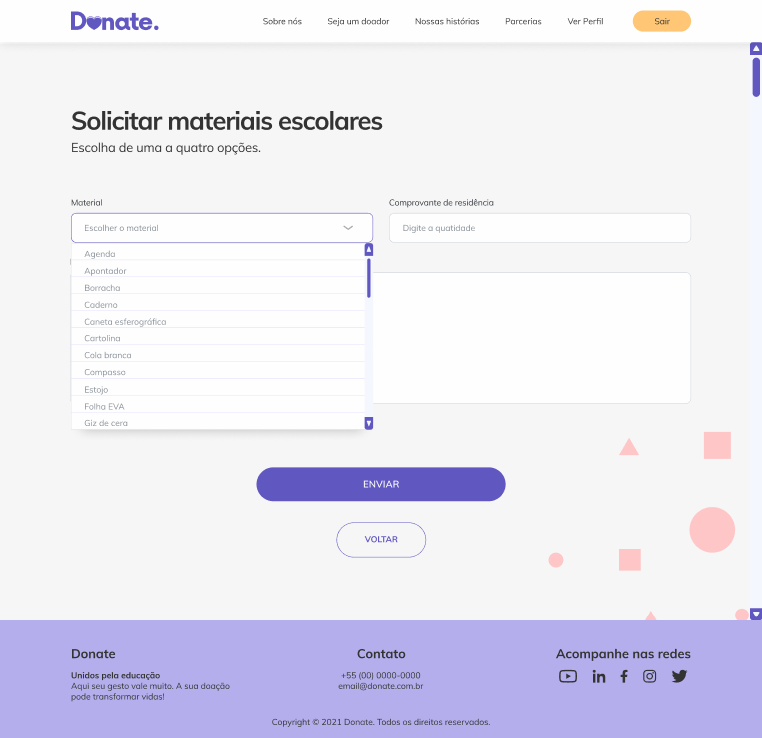 Donate.
Sobre nós
Seja um doador
Nossas histórias
Parcerias
Ver Perfil
Sair
Solicitar materiais escolares
Escolha de uma a quatro opções.
Material
Comprovante de residência
Escolher o material
Digite a quatidade
Agenda
Apontador
Borracha
Caderno
Caneta esferográfica
Cartolina
Cola branca
Compasso
Estojo
Folha EVA
Giz de cera
ENVIAR
VOLTAR
Donate
Unidos pela educação
Aqui seu gesto vale muito. A sua doação
pode transformar vidas!
Contato
+55 (00) 0000-0000
email@donate.com.br
Acompanhe nas redes
Copyright © 2021 Donate. Todos os direitos reservados.